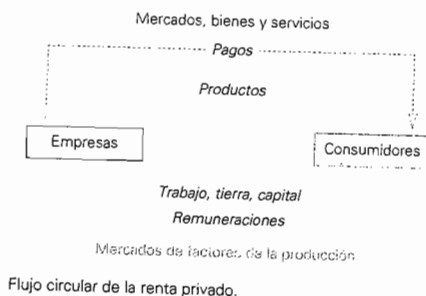 Mercados, bienes y servicios
Pagos
Productos
Empresas
Consumidores
Trabajo, tierra, capital
Remuneraciones
Mercados de factores de la producción
Flujo circular de la renta privado.